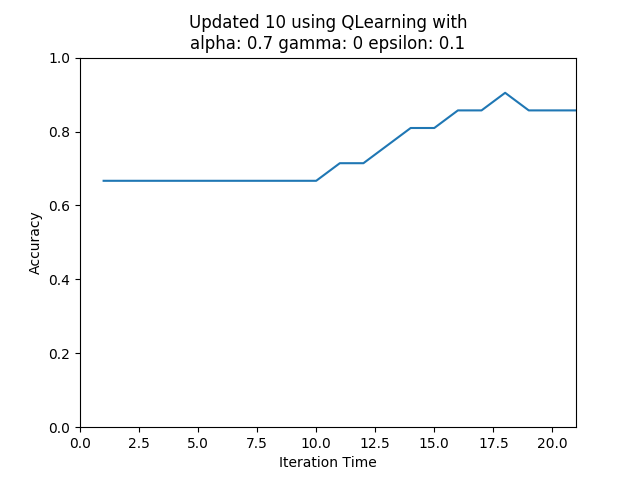 Updated 10 using QLearning with
alpha: 0.7 gamma: 0 epsilon: 0.1
1.0
0.8
0.6
0.4
0.2
0.0
Accuracy
0.0 2.5 5.0 7.5 10.0 12.5 15.0 17.5 20.0
Iteration Time